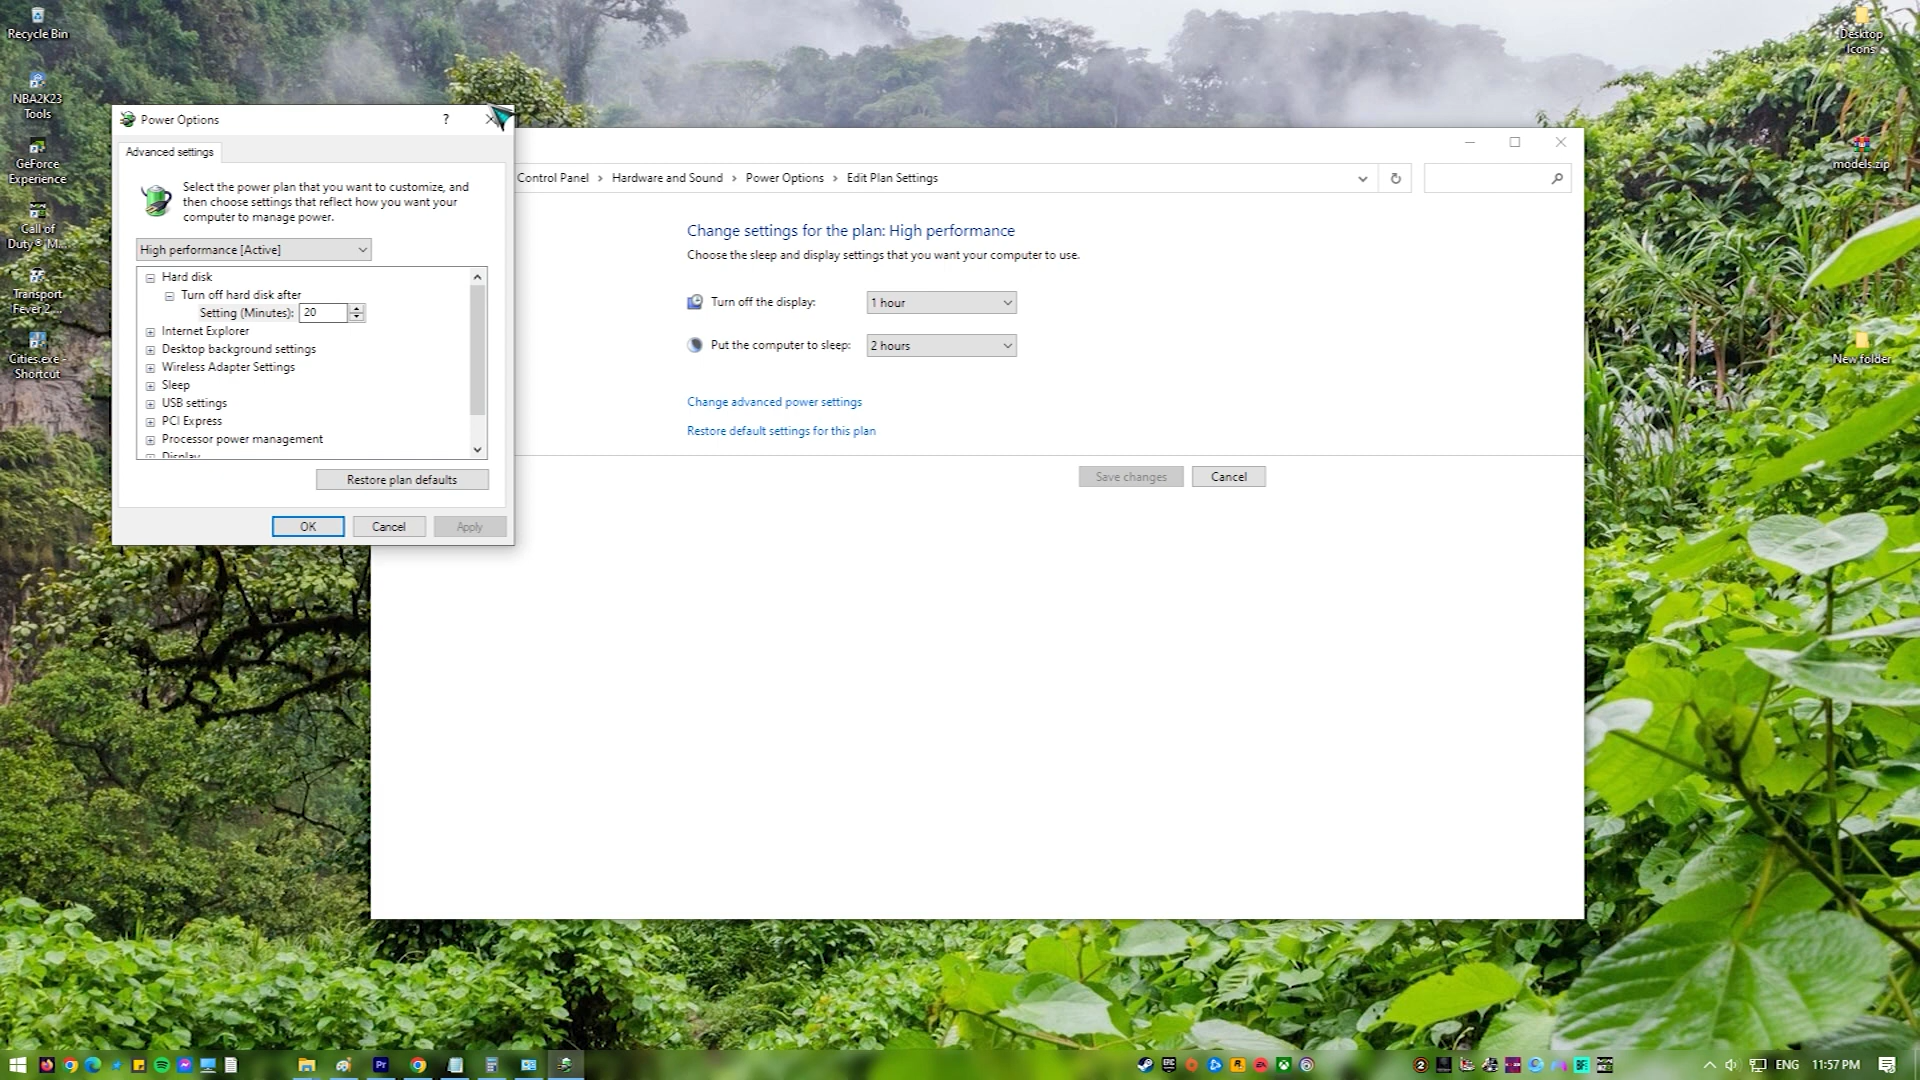 Recycle Bin
NBA2K23
Tools
GeForce
Experience
Call of
Duty® M...
Transport
Fever 2 ...
Cities.exe -
Shortcut
Desktop
Icons
models.zip
New folder
Power Options
?
Advanced settings
Select the power plan that you want to customize, and
then choose settings that reflect how you want your
computer to manage power.
High performance [Active]
Hard disk
Turn off hard disk after
Setting (Minutes): 20
Internet Explorer
Desktop background settings
Wireless Adapter Settings
Sleep
USB settings
PCI Express
Processor power management
Display
Restore plan defaults
OK
Cancel
Apply
Control Panel > Hardware and Sound > Power Options > Edit Plan Settings
Change settings for the plan: High performance
Choose the sleep and display settings that you want your computer to use.
Turn off the display: 1 hour
Put the computer to sleep: 2 hours
Change advanced power settings
Restore default settings for this plan
Save changes
Cancel
Pr
ENG
11:57 PM